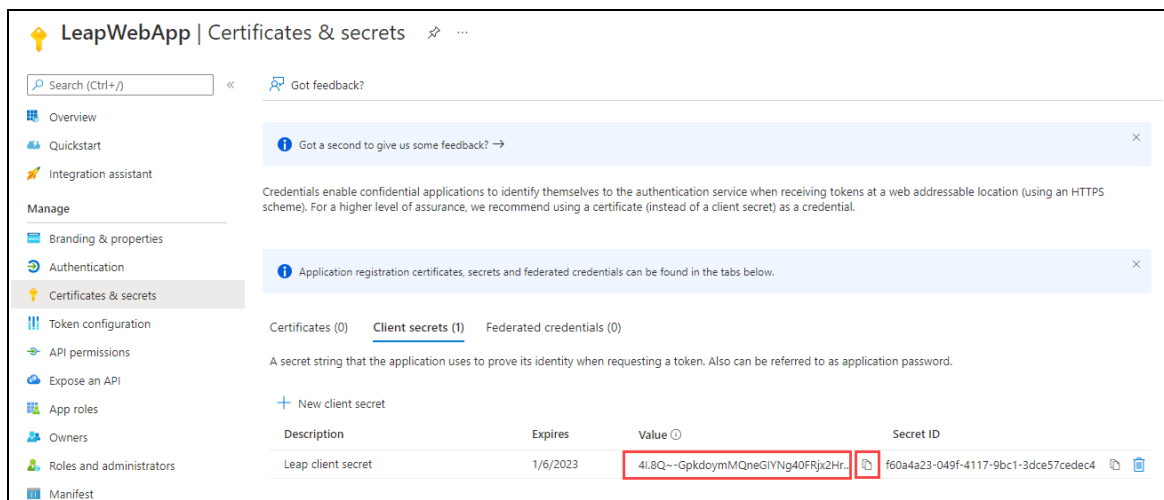 LeapWebApp | Certificates & secrets
Search (Ctrl+/)
«
Got feedback?
Overview
Quickstart
Integration assistant
Manage
Branding & properties
Authentication
Certificates & secrets
Token configuration
API permissions
Expose an API
App roles
Owners
Roles and administrators
Manifest
Got a second to give us some feedback? →
Credentials enable confidential applications to identify themselves to the authentication service when receiving tokens at a web addressable location (using an HTTPS
scheme). For a higher level of assurance, we recommend using a certificate (instead of a client secret) as a credential.
Application registration certificates, secrets and federated credentials can be found in the tabs below.
Certificates (0) Client secrets (1) Federated credentials (0)
A secret string that the application uses to prove its identity when requesting a token. Also can be referred to as application password.
+ New client secret
Description Expires Value Secret ID
Leap client secret 1/6/2023 4I.8Q~-GpkdoymMQneGIYNg40FRjx2Hr... f60a4a23-049f-4117-9bc1-3dce57cedec4